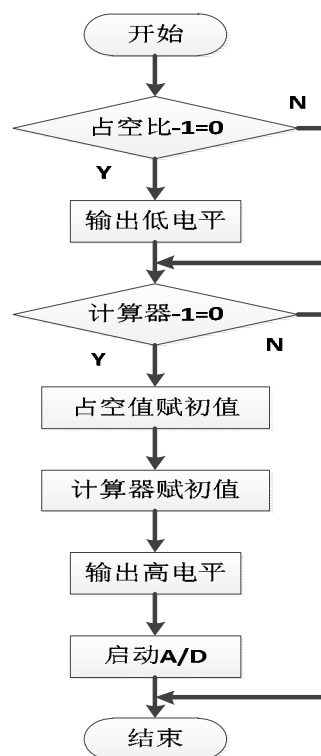 开始
占空比-1=0
N
Y
输出低电平
计算器-1=0
Y
N
占空值赋初值
计算器赋初值
输出高电平
启动A/D
结束